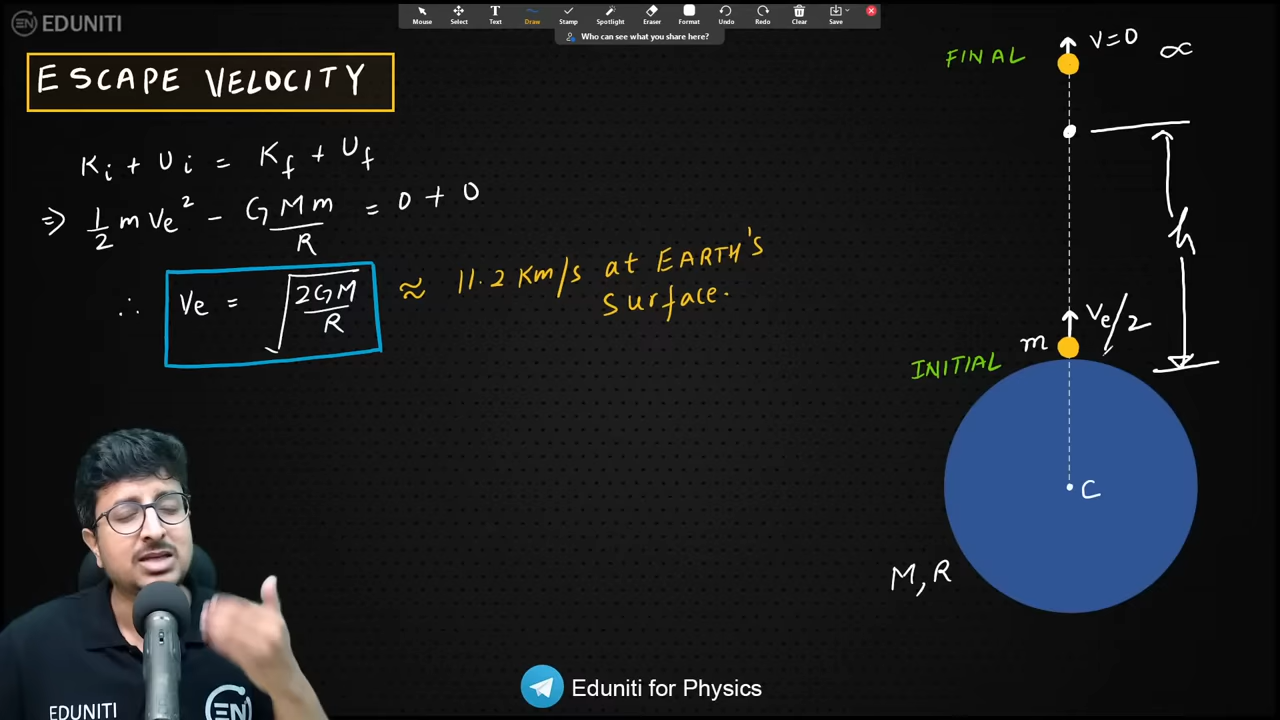 EDUNITI
Mouse Select Text Draw Stamp Spotlight Eraser Format Undo Redo Clear Save
Who can see what you share here?
ESCAPE VELOCITY
Ki + Ui = Kf + Uf
⇒ 1/2 m Ve² - GMm/R = 0 + 0
∴ Ve = √(2GM/R) ≈ 11.2 Km/s at EARTH's
surface.
FINAL
V=0
∝
h
Ve/2
m
INITIAL
C
M, R
EDUNITI
EN
Eduniti for Physics